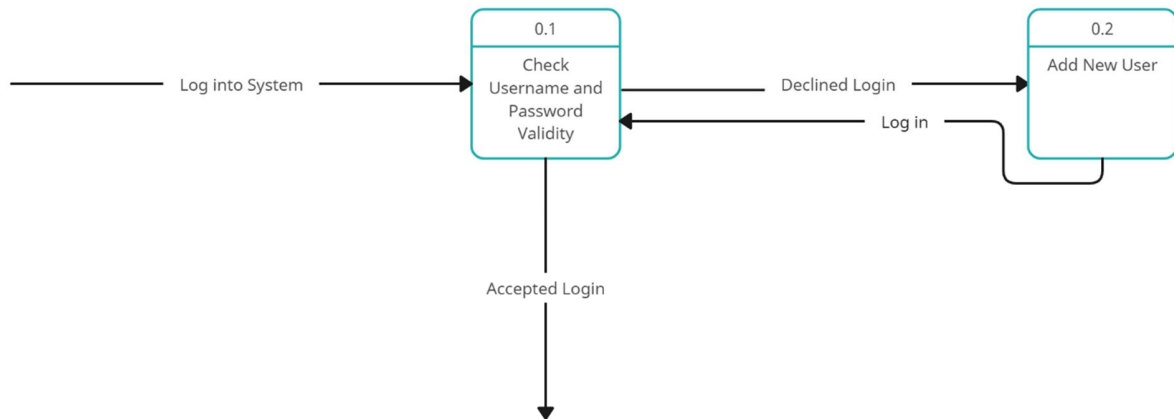 0.1
Check
Username and
Password
Validity
0.2
Add New User
Log into System
Declined Login
Log in
Accepted Login